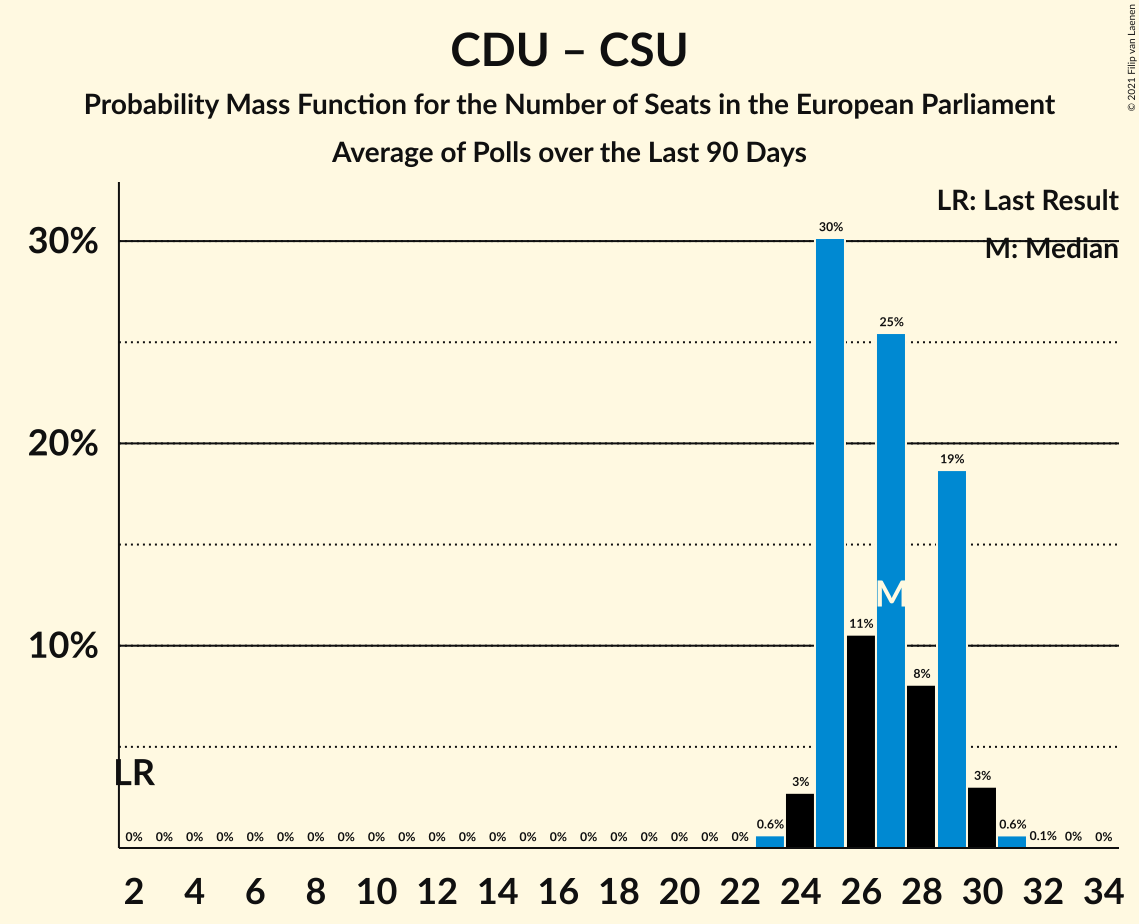 CDU – CSU
Probability Mass Function for the Number of Seats in the European Parliament
Average of Polls over the Last 90 Days
© 2021 Filip van Laenen
LR: Last Result
M: Median
30%
20%
10%
30%
25%
19%
M
11%
8%
LR
3%
3%
0% 0% 0% 0% 0% 0% 0% 0% 0% 0% 0% 0% 0% 0% 0% 0% 0% 0% 0% 0% 0% 0.6% 0.6% 0.1% 0% 0%
2 4 6 8 10 12 14 16 18 20 22 24 26 28 30 32 34